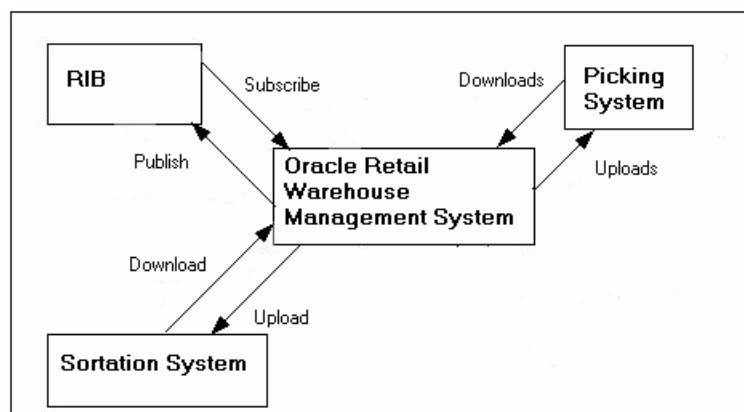 RIB
Subscribe
Downloads
Picking
System
Publish
Oracle Retail
Warehouse
Management System
Uploads
Download
Upload
Sortation System